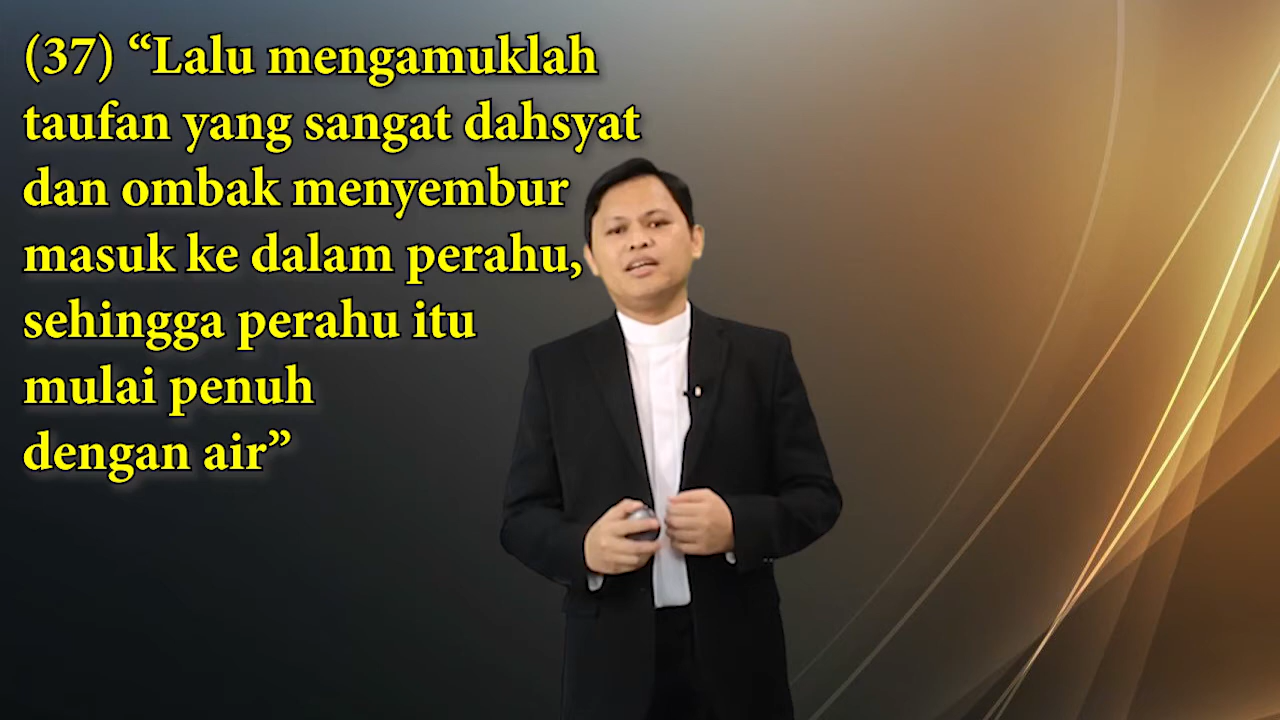 (37) “Lalu mengamuklah
taufan yang sangat dahsyat
dan ombak menyembur
masuk ke dalam perahu,
sehingga perahu itu
mulai penuh
dengan air”